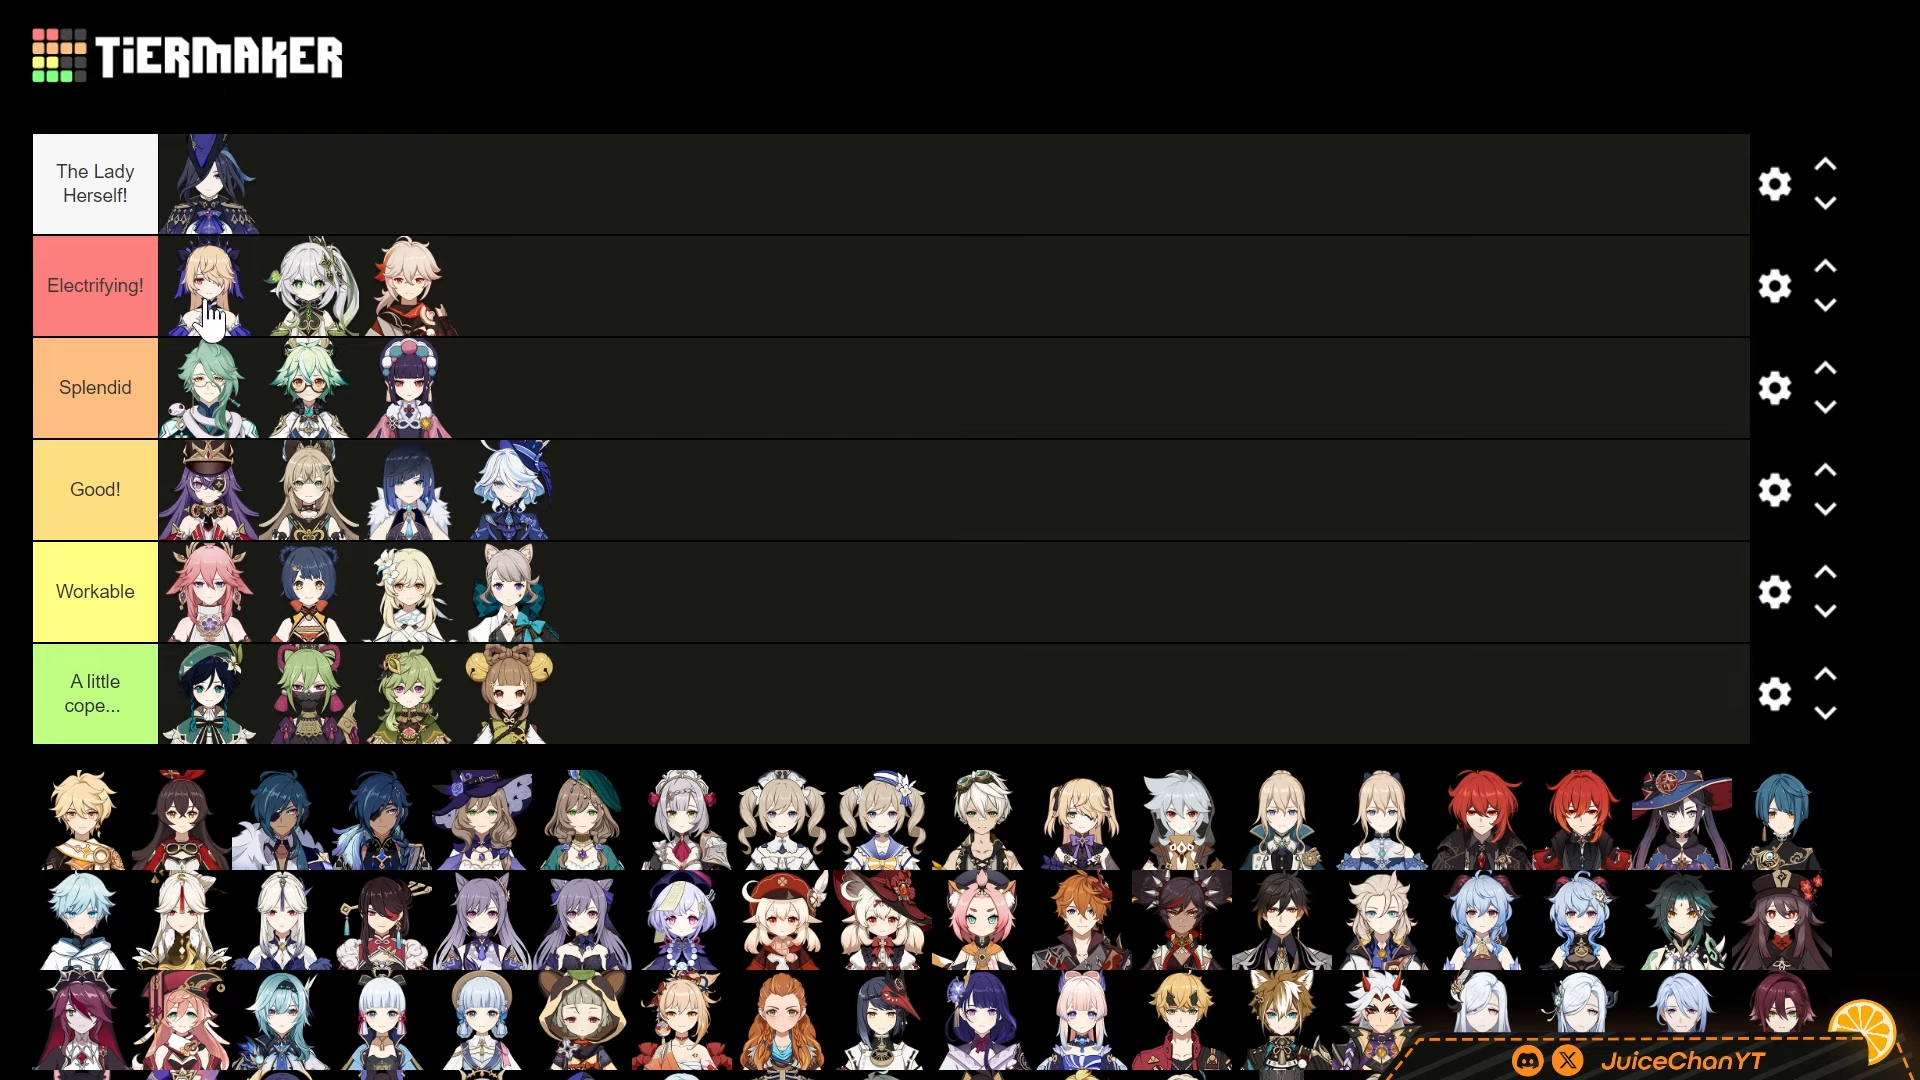 TiERMAKER
The Lady
Herself!
Electrifying!
Splendid
Good!
Workable
A little
cope...
JuiceChanYT